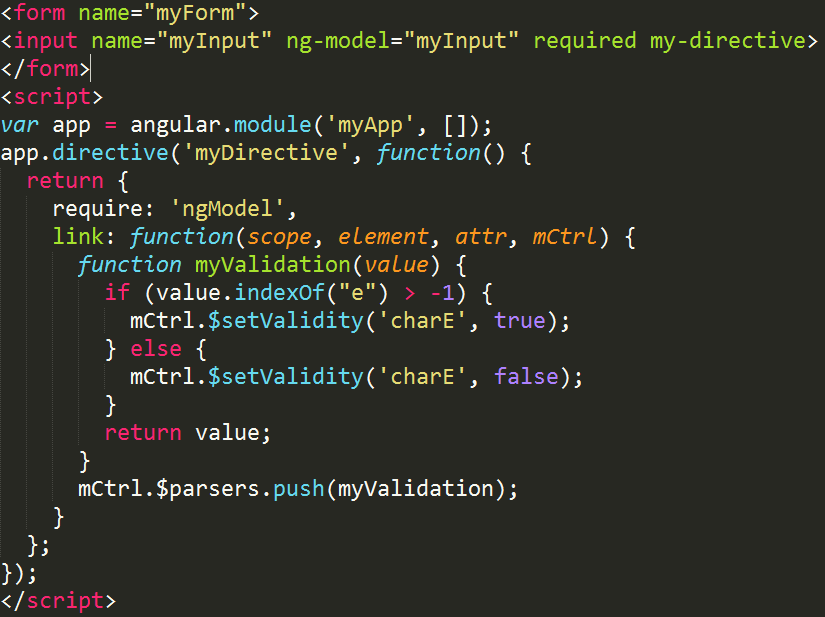 <form name="myForm">
<input name="myInput" ng-model="myInput" required my-directive>
</form>
<script>
var app = angular.module('myApp', []);
app.directive('myDirective', function() {
  return {
    require: 'ngModel',
    link: function(scope, element, attr, mCtrl) {
      function myValidation(value) {
        if (value.indexOf("e") > -1) {
          mCtrl.$setValidity('charE', true);
        } else {
          mCtrl.$setValidity('charE', false);
        }
        return value;
      }
      mCtrl.$parsers.push(myValidation);
    }
  };
});
</script>